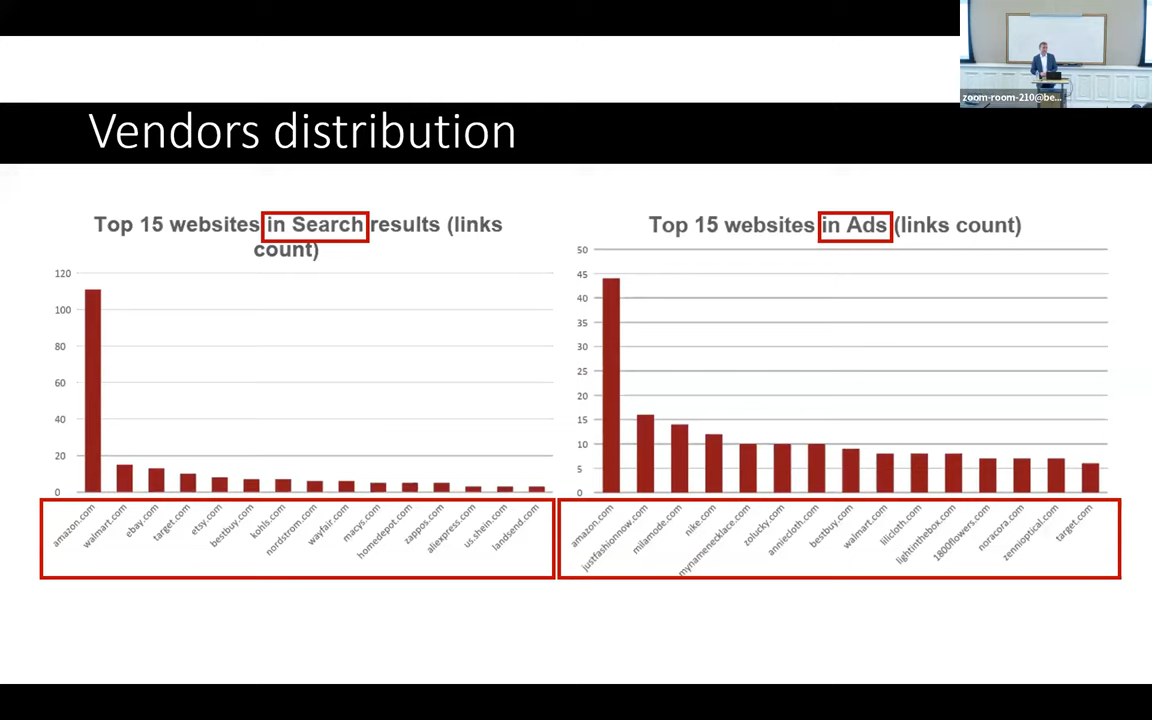 zoom-room-210@be...
Vendors distribution
Top 15 websites in Search results (links
count)
120
100
80
60
40
20
0
amazon.com
walmart.com
ebay.com
target.com
etsy.com
bestbuy.com
kohls.com
nordstrom.com
wayfair.com
macys.com
homedepot.com
zappos.com
aliexpress.com
us.shein.com
landsend.com
Top 15 websites in Ads (links count)
50
45
40
35
30
25
20
15
10
5
0
amazon.com
justfashionnow.com
milamode.com
nike.com
mynamenecklace.com
zolucky.com
anniecloth.com
bestbuy.com
walmart.com
lilicloth.com
lightinthebox.com
1800flowers.com
noracora.com
zennioptical.com
target.com